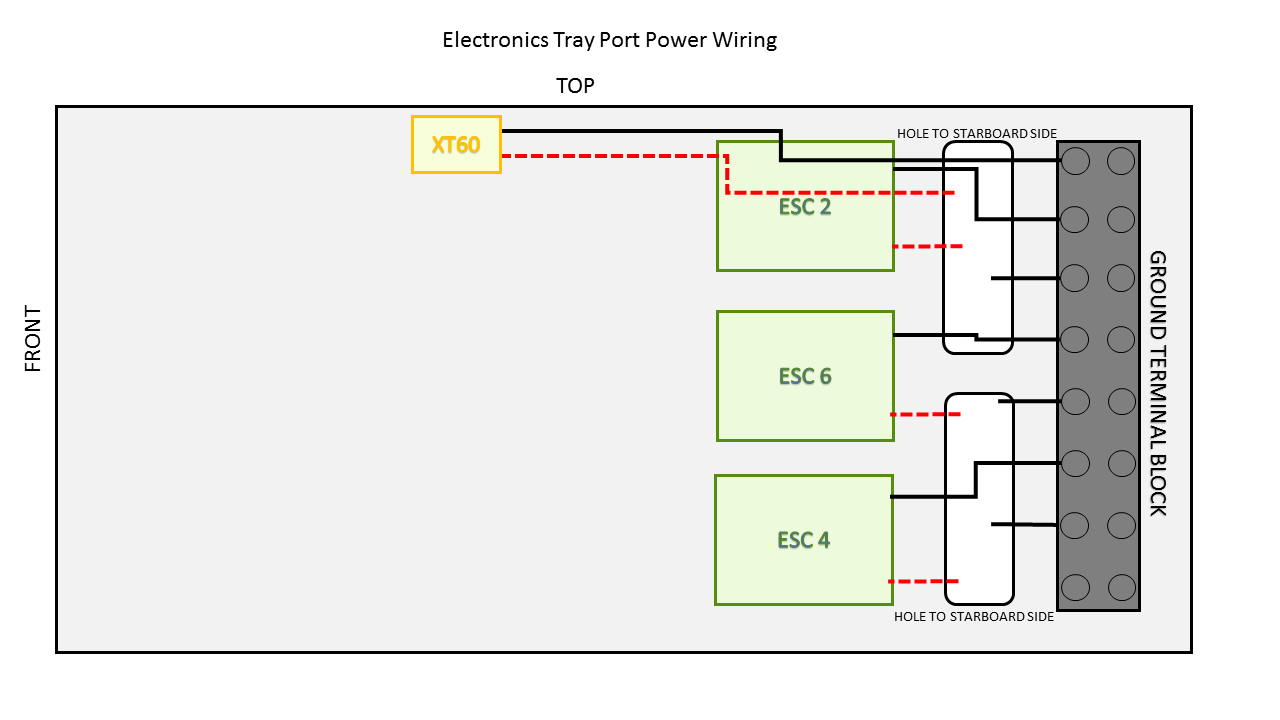 Electronics Tray Port Power Wiring
TOP
XT60
HOLE TO STARBOARD SIDE
ESC 2
FRONT
GROUND TERMINAL BLOCK
ESC 6
ESC 4
HOLE TO STARBOARD SIDE